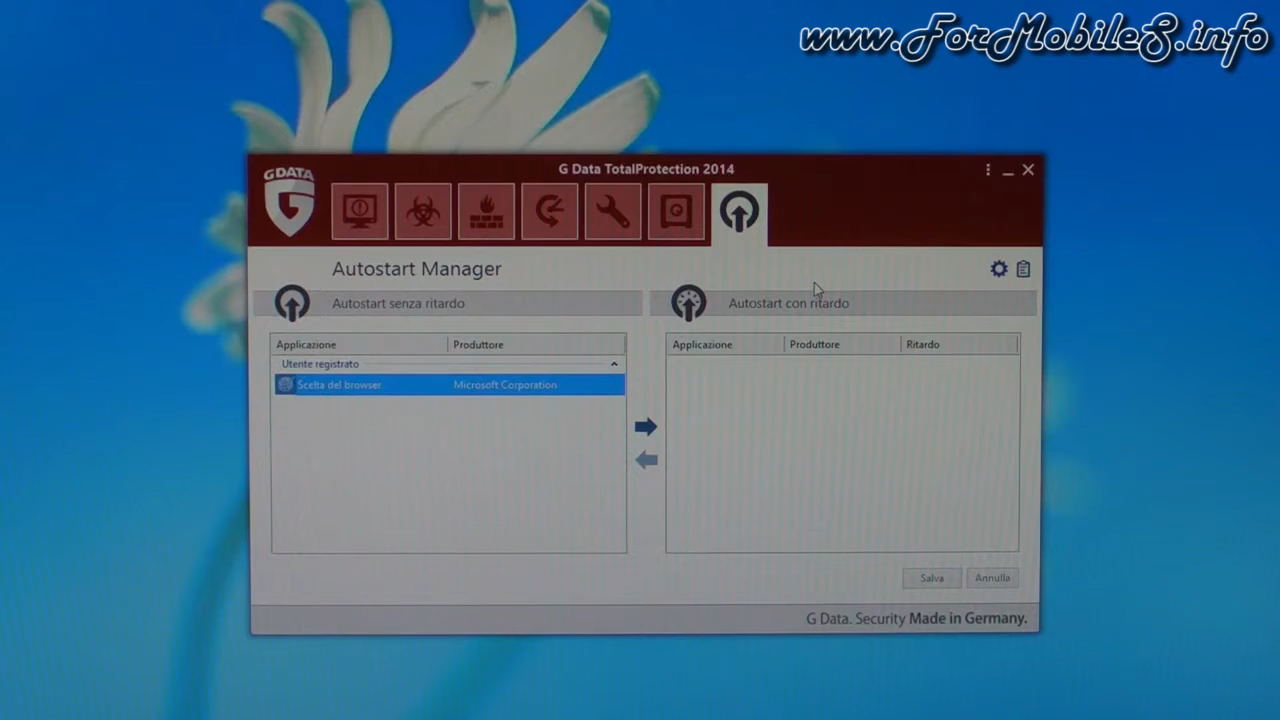 www.ForMobileS.info
G Data TotalProtection 2014
G DATA
Autostart Manager
Autostart senza ritardo
Autostart con ritardo
Applicazione Produttore
Applicazione Produttore Ritardo
Utente registrato
Scelta del browser Microsoft Corporation
Salva Annulla
G Data. Security Made in Germany.